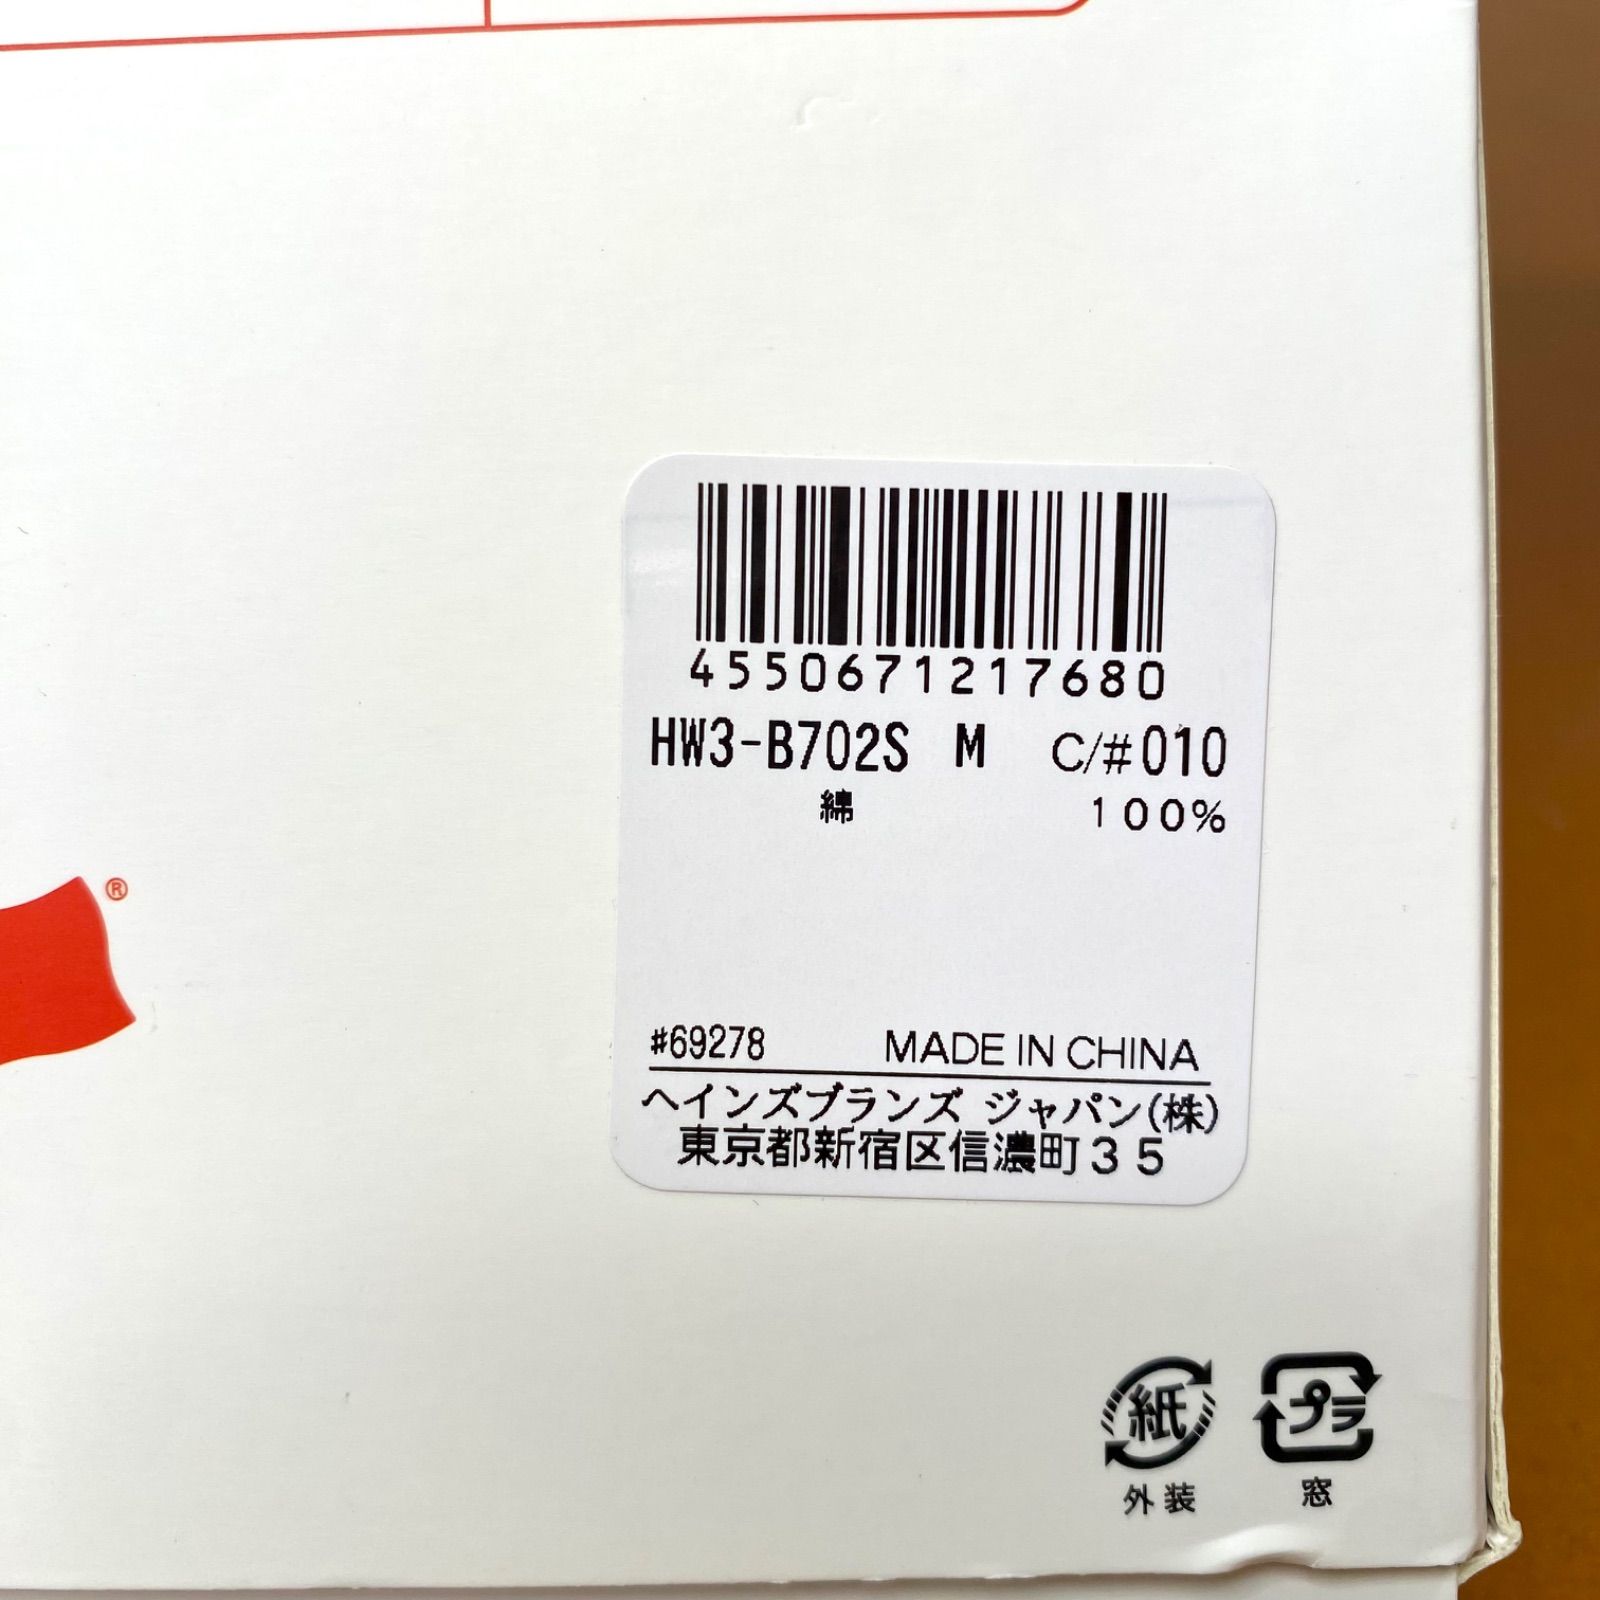 4550671217680
HW3-B702S M C/#010
綿 100%
®
#69278 MADE IN CHINA
ヘインズブランズ ジャパン(株)
東京都新宿区信濃町35
紙 プラ
外装 窓